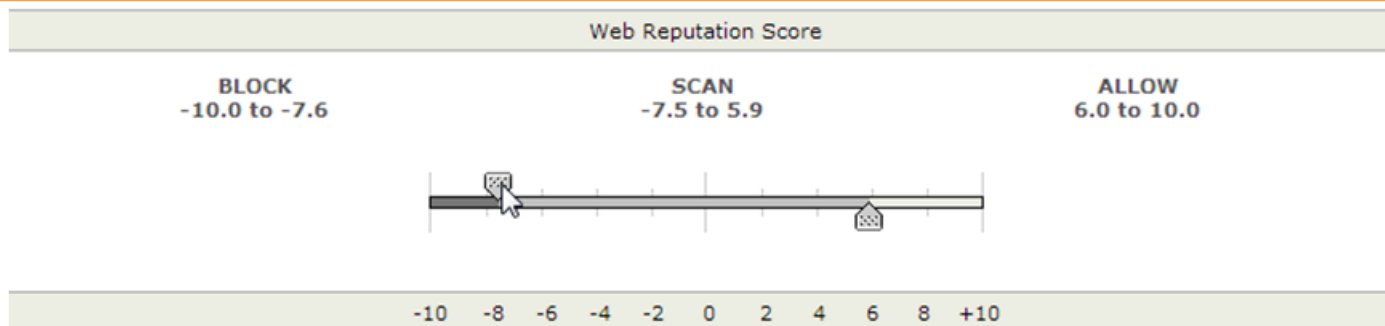 Web Reputation Score
BLOCK SCAN ALLOW
-10.0 to -7.6 -7.5 to 5.9 6.0 to 10.0
-10 -8 -6 -4 -2 0 2 4 6 8 +10